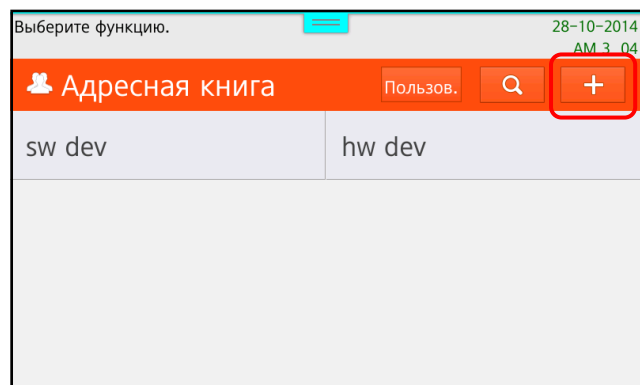 Выберите функцию.
28-10-2014
AM 3 04
Адресная книга
Пользов.
+
sw dev
hw dev